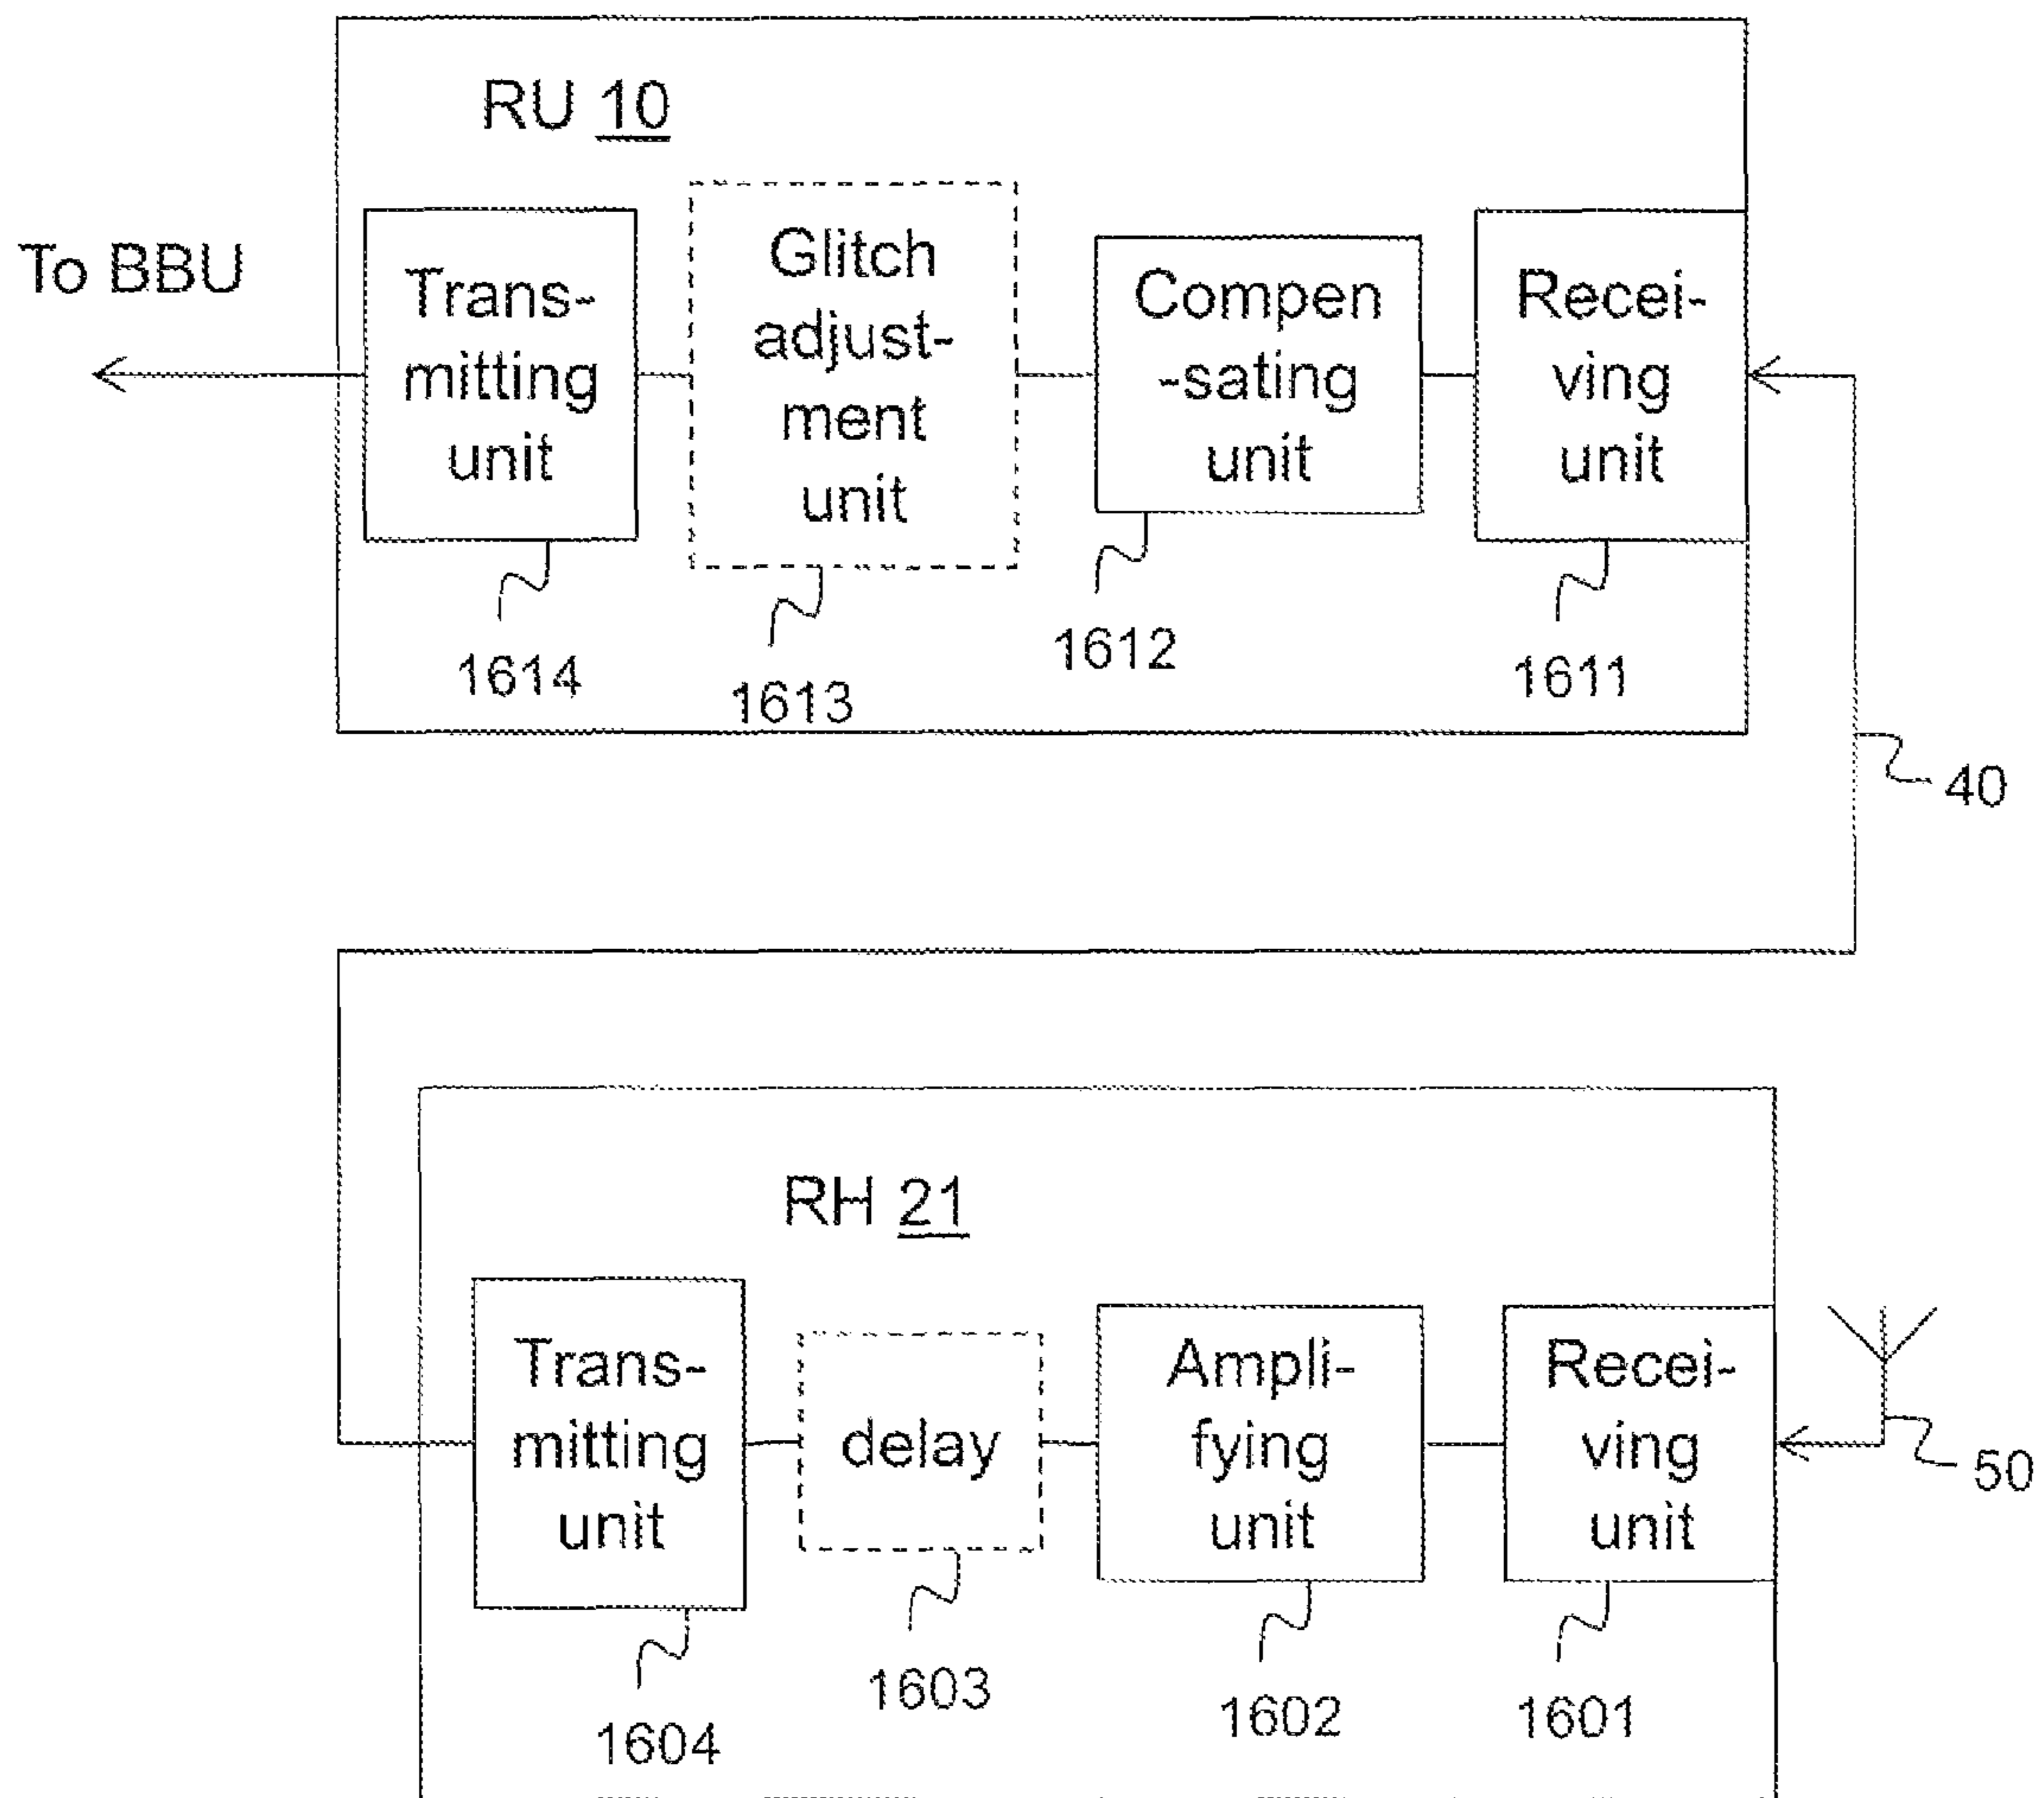 RU 10
To BBU
Trans-
mitting
unit
Glitch
adjust-
ment
unit
Compen
-sating
unit
Recei-
ving
unit
1614
1613
1612
1611
40
RH 21
Trans-
mitting
unit
delay
Ampli-
fying
unit
Recei-
ving
unit
50
1604
1603
1602
1601